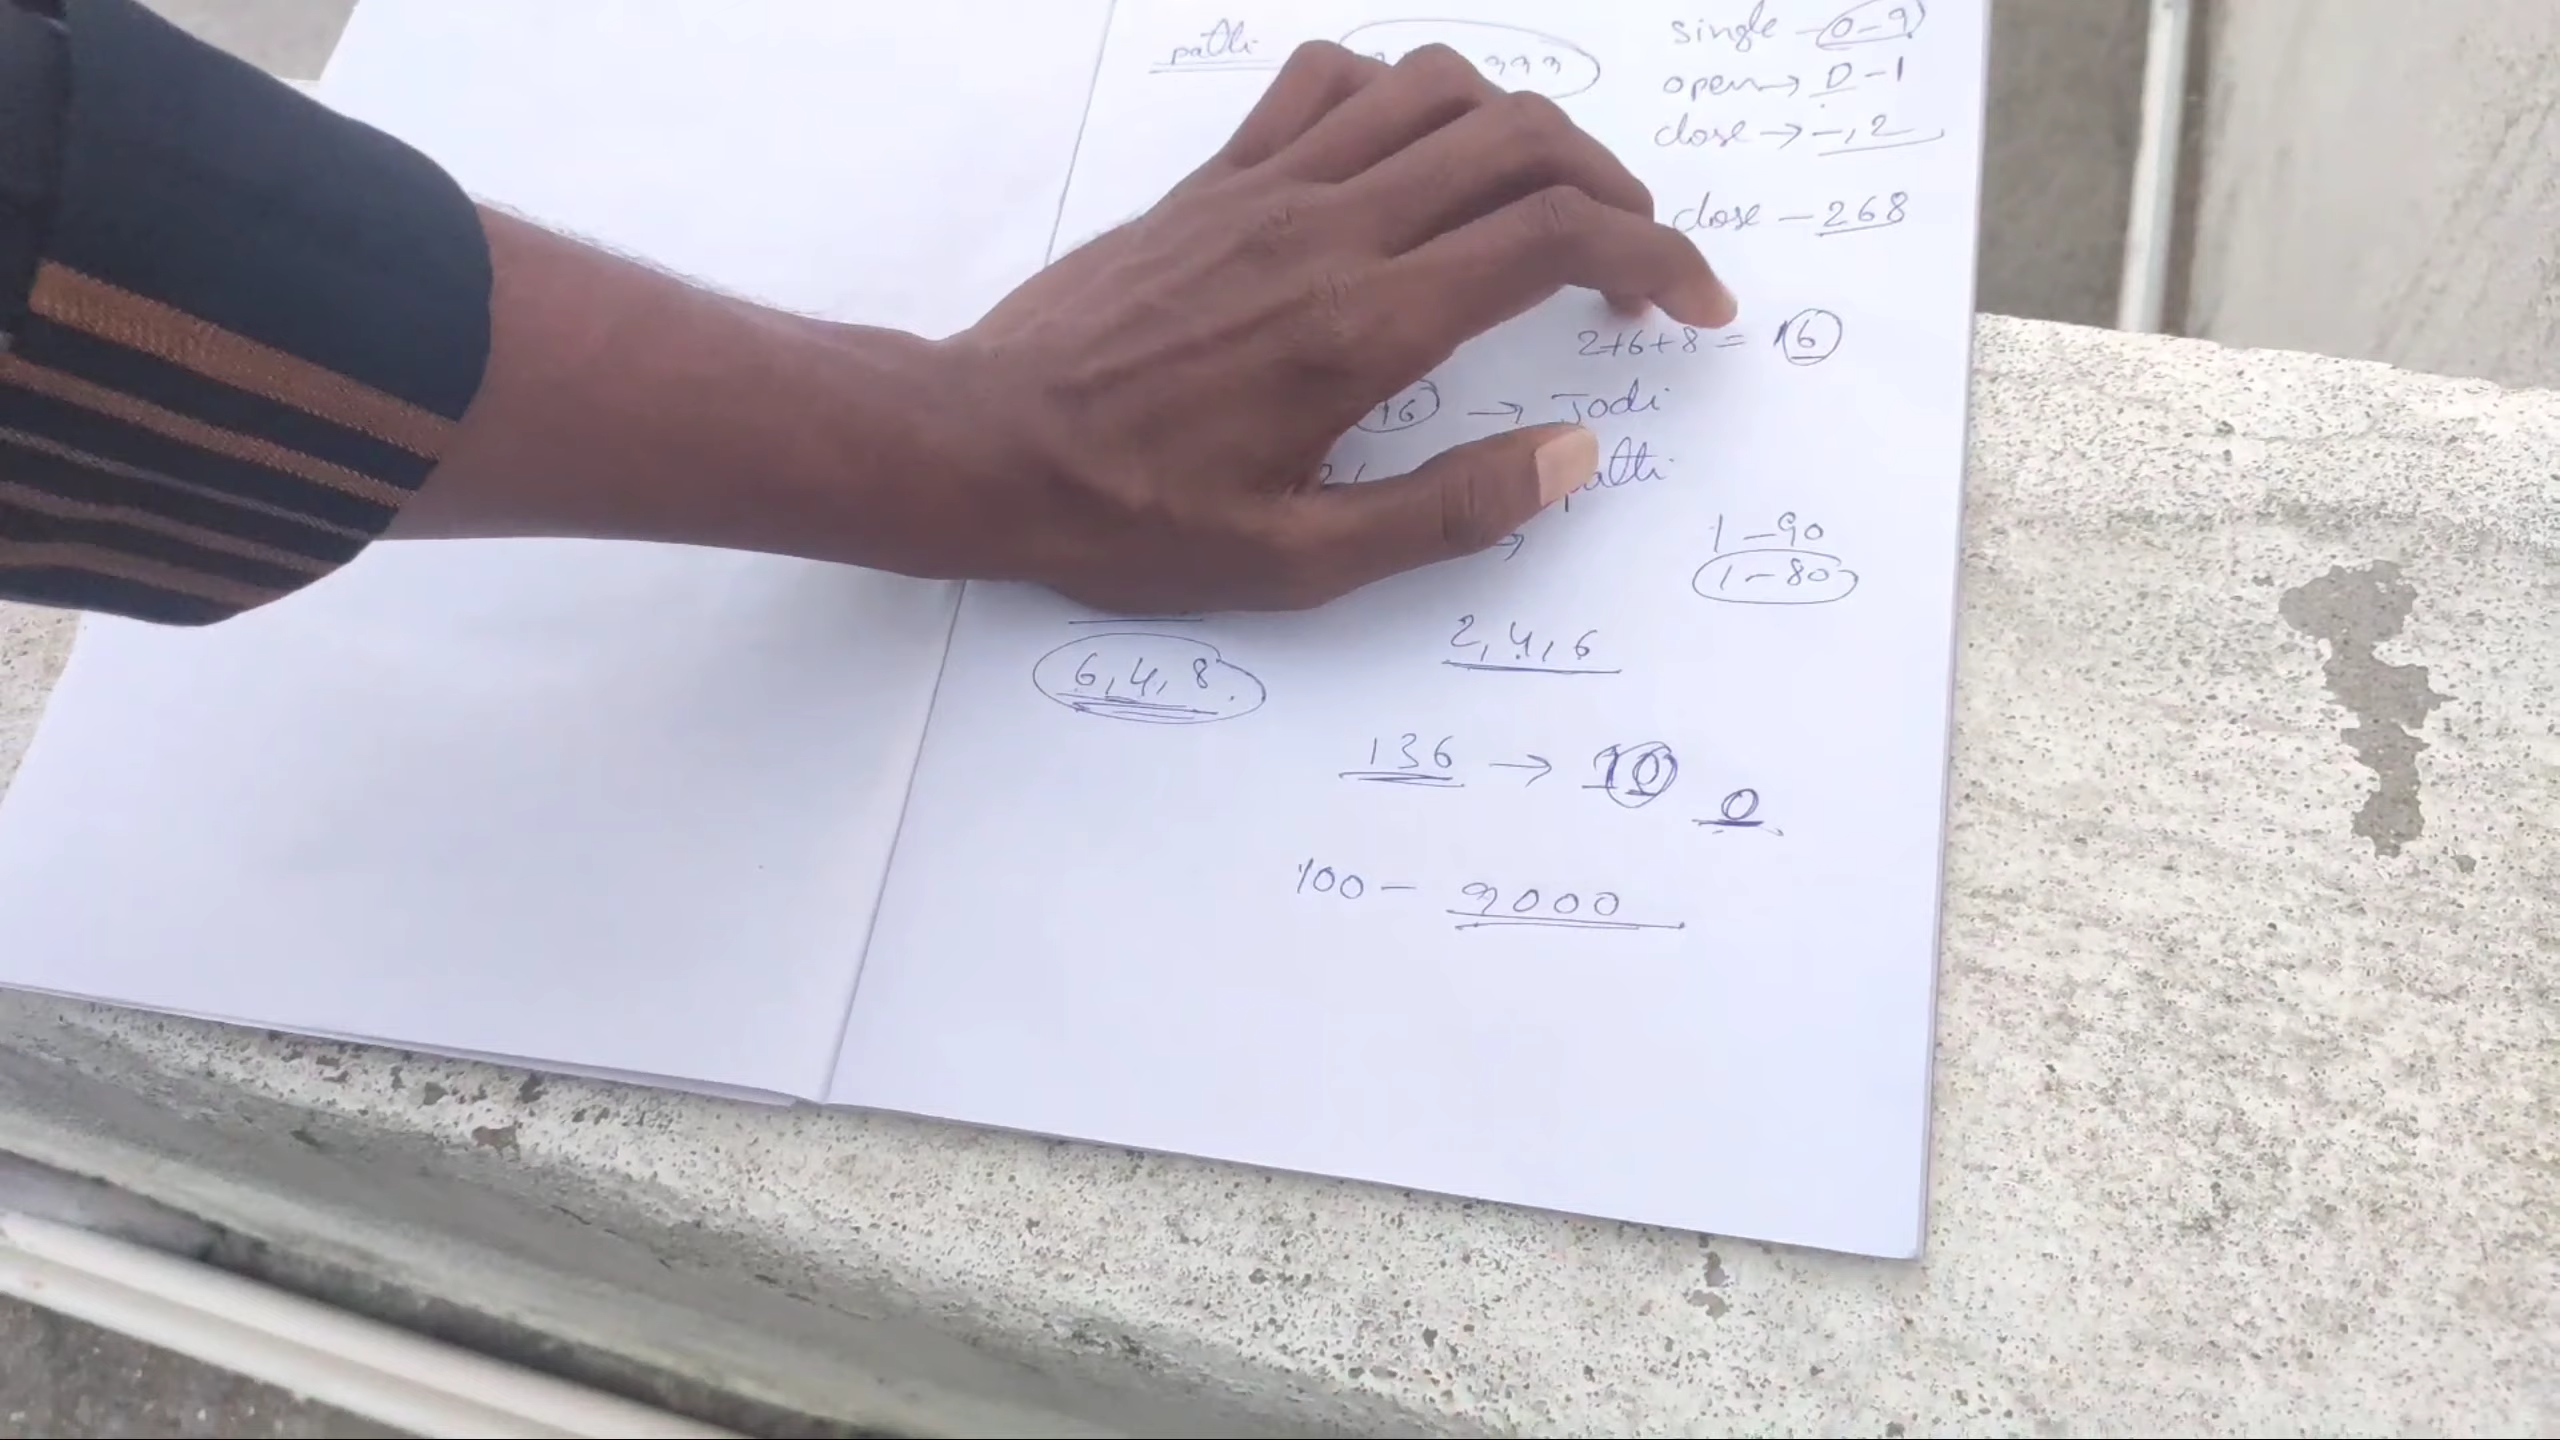 patti
single - 0-9
open → D-1
close → -, 2
close - 268
2+6+8 = 16
16 → Jodi
patti
→
1 - 90
1 - 80
2, 4, 6
6, 4, 8
136 → 10 0
100 - 9000